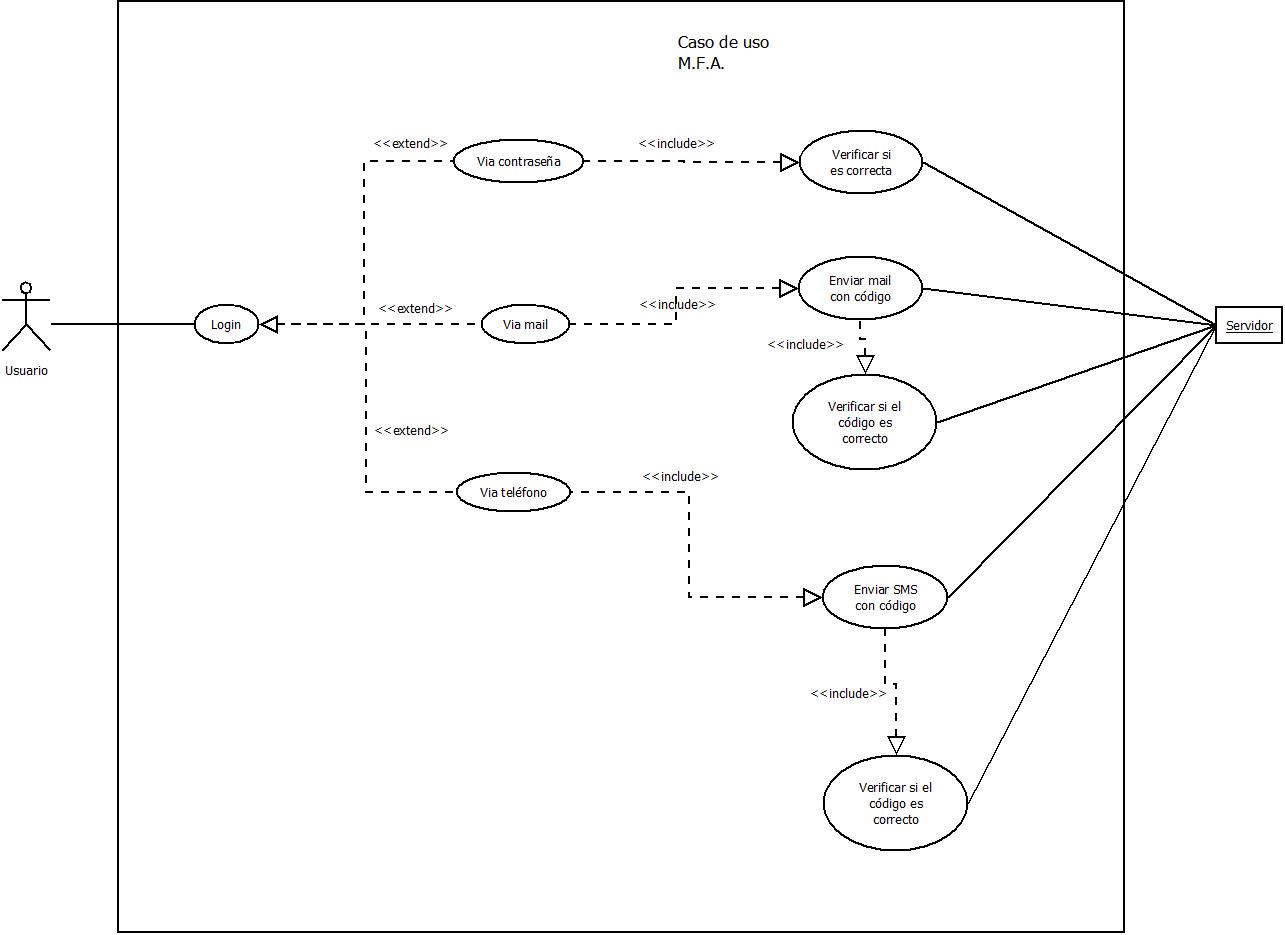 Caso de uso
M.F.A.
<<extend>>
Via contraseña
<<include>>
Verificar si
es correcta
Usuario
Login
<<extend>>
Via mail
<<include>>
Enviar mail
con código
<<include>>
Verificar si el
código es
correcto
Servidor
<<extend>>
Via teléfono
<<include>>
Enviar SMS
con código
<<include>>
Verificar si el
código es
correcto